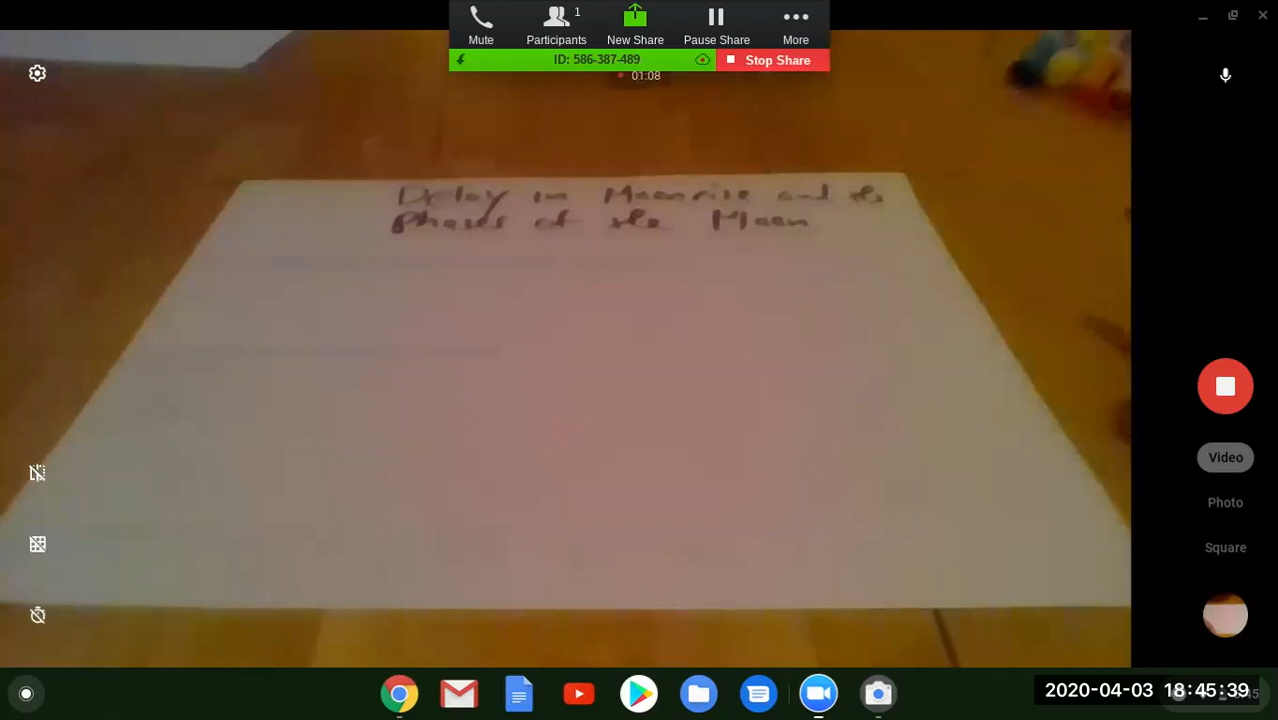 Mute
Participants
1
New Share
Pause Share
More
ID: 586-387-489
Stop Share
01:08
Delay in Moonrise and the
Phases of the Moon
Video
Photo
Square
2020-04-03 18:45:39